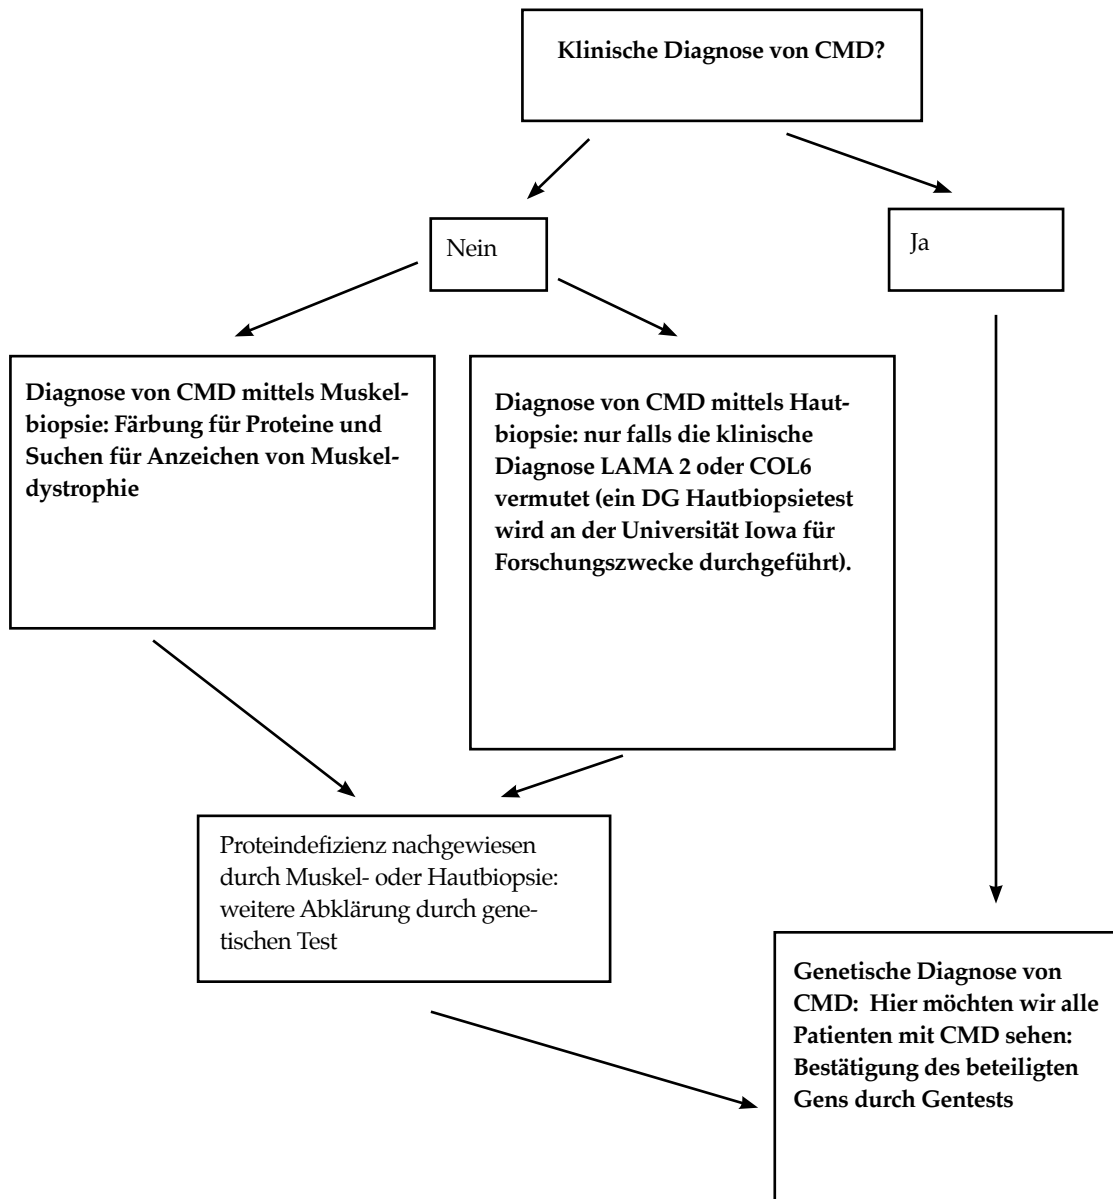 Klinische Diagnose von CMD?
Nein
Ja
Diagnose von CMD mittels Muskel-
biopsie: Färbung für Proteine und
Suchen für Anzeichen von Muskel-
dystrophie
Diagnose von CMD mittels Haut-
biopsie: nur falls die klinische
Diagnose LAMA 2 oder COL6
vermutet (ein DG Hautbiopsietest
wird an der Universität Iowa für
Forschungszwecke durchgeführt).
Proteindefizienz nachgewiesen
durch Muskel- oder Hautbiopsie:
weitere Abklärung durch gene-
tischen Test
Genetische Diagnose von
CMD: Hier möchten wir alle
Patienten mit CMD sehen:
Bestätigung des beteiligten
Gens durch Gentests